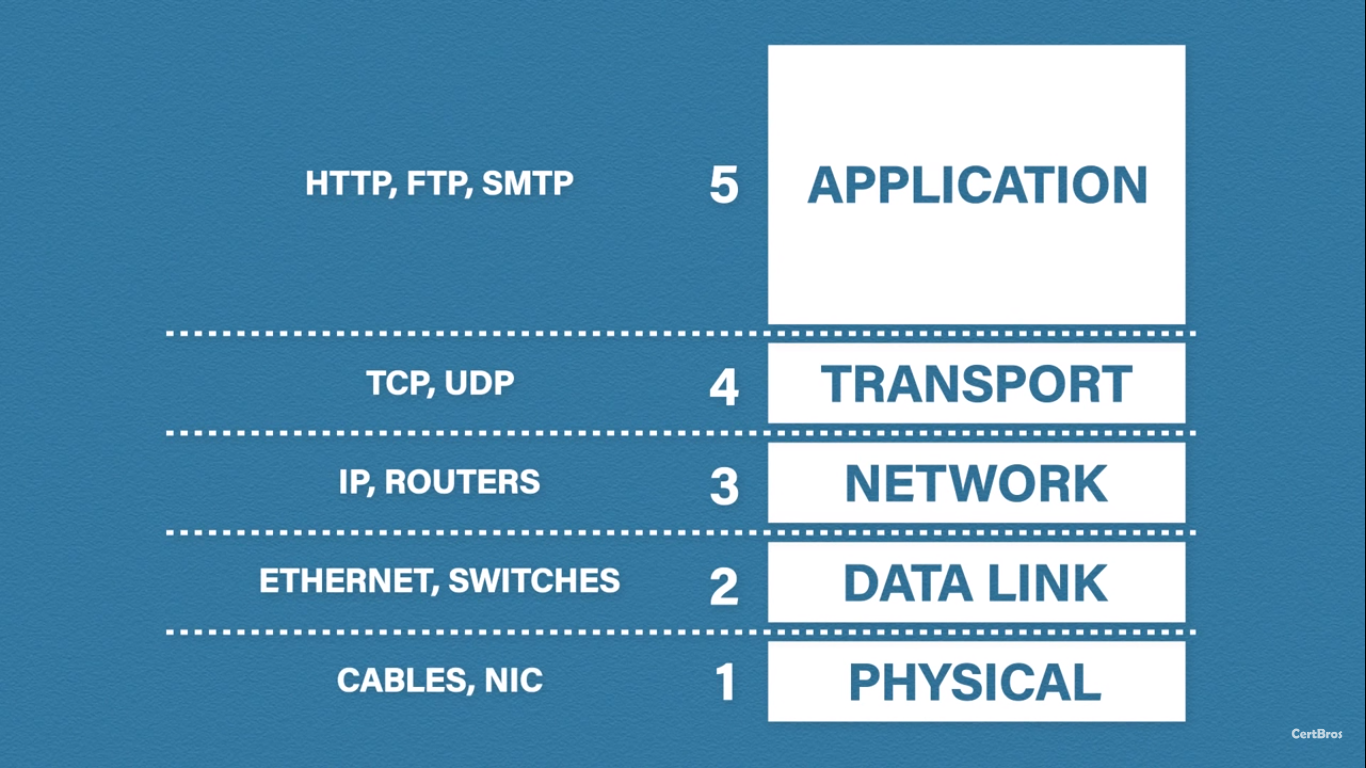 HTTP, FTP, SMTP 5 APPLICATION
TCP, UDP 4 TRANSPORT
IP, ROUTERS 3 NETWORK
ETHERNET, SWITCHES 2 DATA LINK
CABLES, NIC 1 PHYSICAL
CertBros